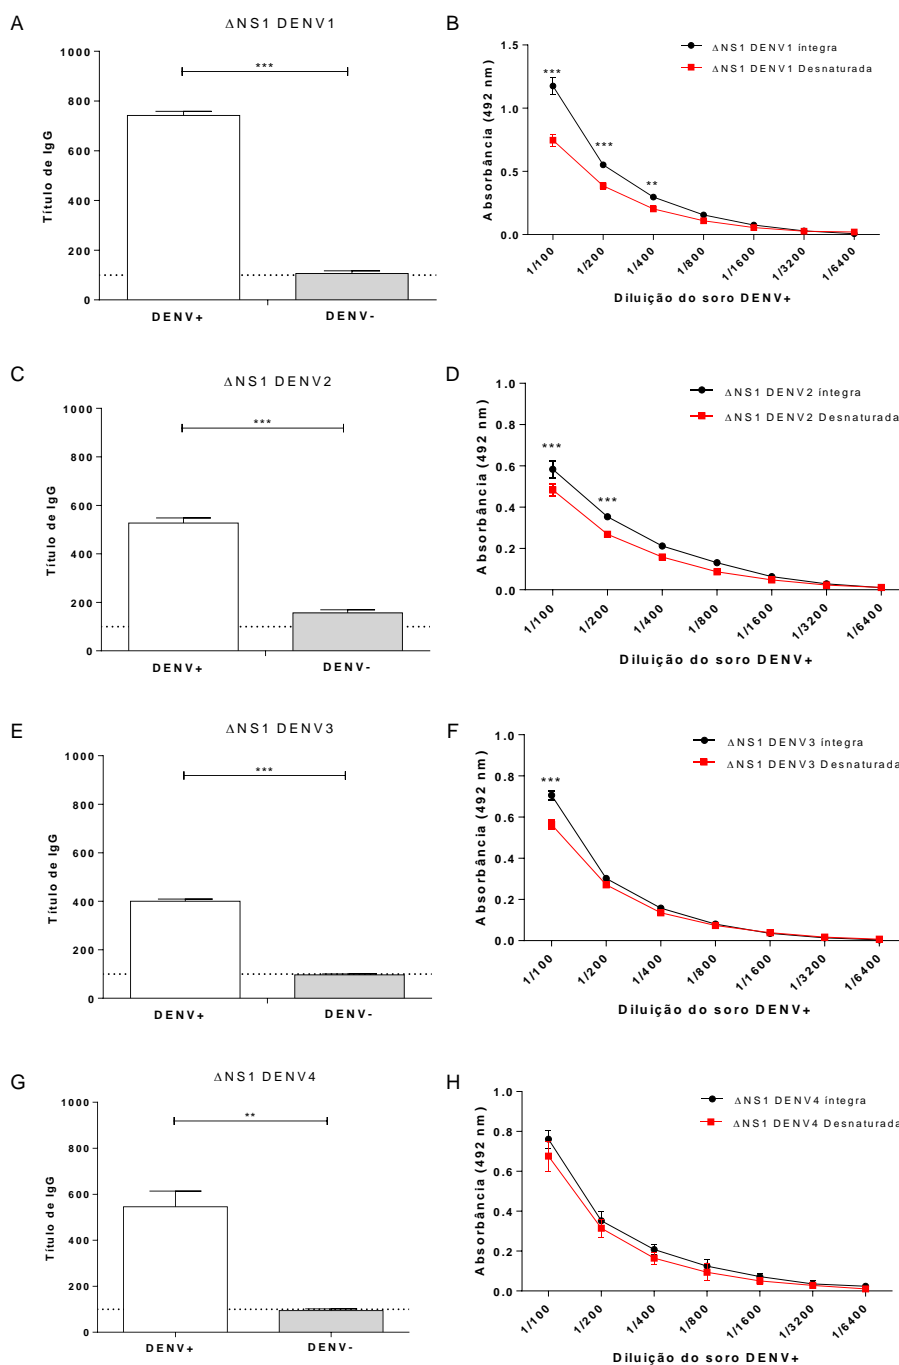 A
ΔNS1 DENV1
Título de IgG
1000
800
600
400
200
0
***
DENV+
DENV-
B
ΔNS1 DENV1 íntegra
ΔNS1 DENV1 Desnaturada
Absorbância (492 nm)
1.5
1.0
0.5
0.0
***
***
**
1/100
1/200
1/400
1/800
1/1600
1/3200
1/6400
Diluição do soro DENV+
C
ΔNS1 DENV2
Título de IgG
1000
800
600
400
200
0
***
DENV+
DENV-
D
ΔNS1 DENV2 íntegra
ΔNS1 DENV2 Desnaturada
Absorbância (492 nm)
1.0
0.8
0.6
0.4
0.2
0.0
***
***
1/100
1/200
1/400
1/800
1/1600
1/3200
1/6400
Diluição do soro DENV+
E
ΔNS1 DENV3
Título de IgG
1000
800
600
400
200
0
***
DENV+
DENV-
F
ΔNS1 DENV3 íntegra
ΔNS1 DENV3 Desnaturada
Absorbância (492 nm)
1.0
0.8
0.6
0.4
0.2
0.0
***
1/100
1/200
1/400
1/800
1/1600
1/3200
1/6400
Diluição do soro DENV+
G
ΔNS1 DENV4
Título de IgG
1000
800
600
400
200
0
**
DENV+
DENV-
H
ΔNS1 DENV4 íntegra
ΔNS1 DENV4 Desnaturada
Absorbância (492 nm)
1.0
0.8
0.6
0.4
0.2
0.0
1/100
1/200
1/400
1/800
1/1600
1/3200
1/6400
Diluição do soro DENV+